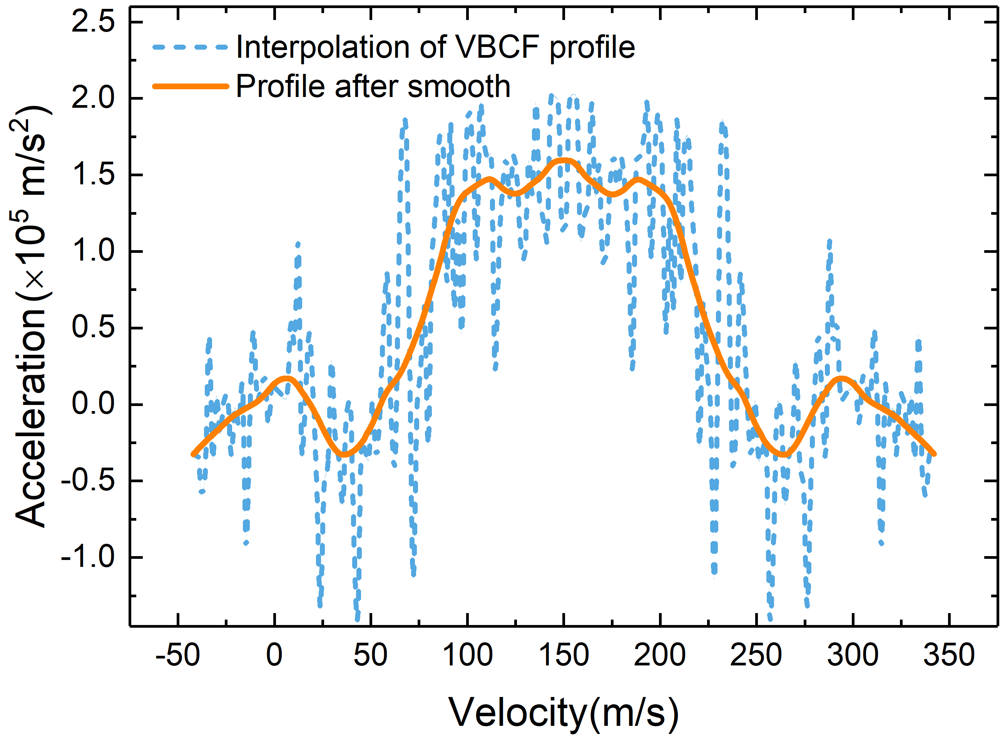 Interpolation of VBCF profile
Profile after smooth
Acceleration (×10⁵ m/s²)
2.5
2.0
1.5
1.0
0.5
0.0
-0.5
-1.0
-50 0 50 100 150 200 250 300 350
Velocity(m/s)